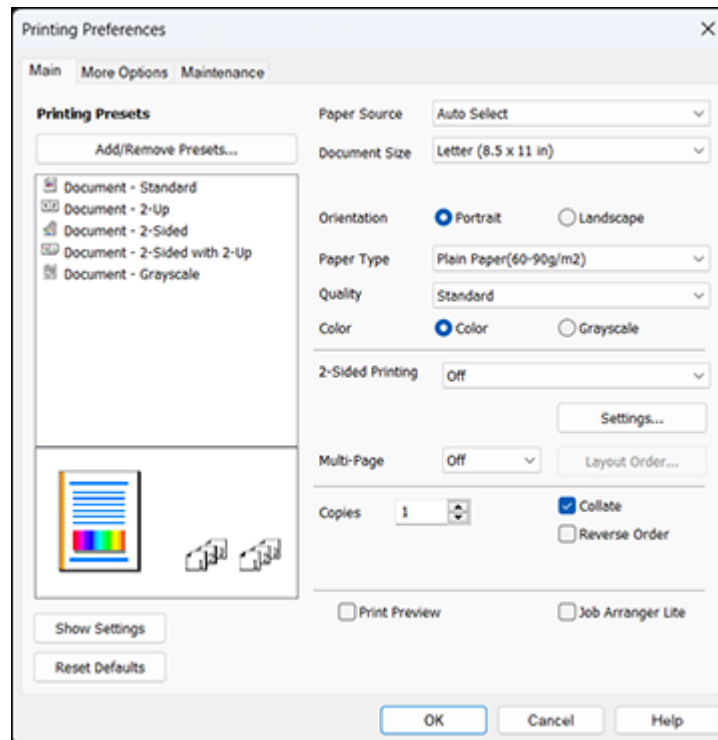 Printing Preferences
Main More Options Maintenance
Printing Presets
Add/Remove Presets...
Document - Standard
Document - 2-Up
Document - 2-Sided
Document - 2-Sided with 2-Up
Document - Grayscale
Show Settings
Reset Defaults
Paper Source Auto Select
Document Size Letter (8.5 x 11 in)
Orientation Portrait Landscape
Paper Type Plain Paper(60-90g/m2)
Quality Standard
Color Color Grayscale
2-Sided Printing Off
Settings...
Multi-Page Off Layout Order...
Copies 1 Collate
Reverse Order
Print Preview Job Arranger Lite
OK Cancel Help